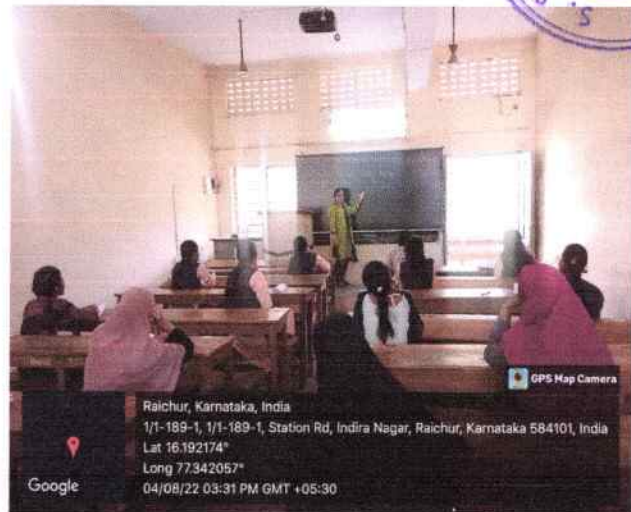 GPS Map Camera
Raichur, Karnataka, India
1/1-189-1, 1/1-189-1, Station Rd, Indira Nagar, Raichur, Karnataka 584101, India
Lat 16.192174°
Long 77.342057°
Google
04/08/22 03:31 PM GMT +05:30